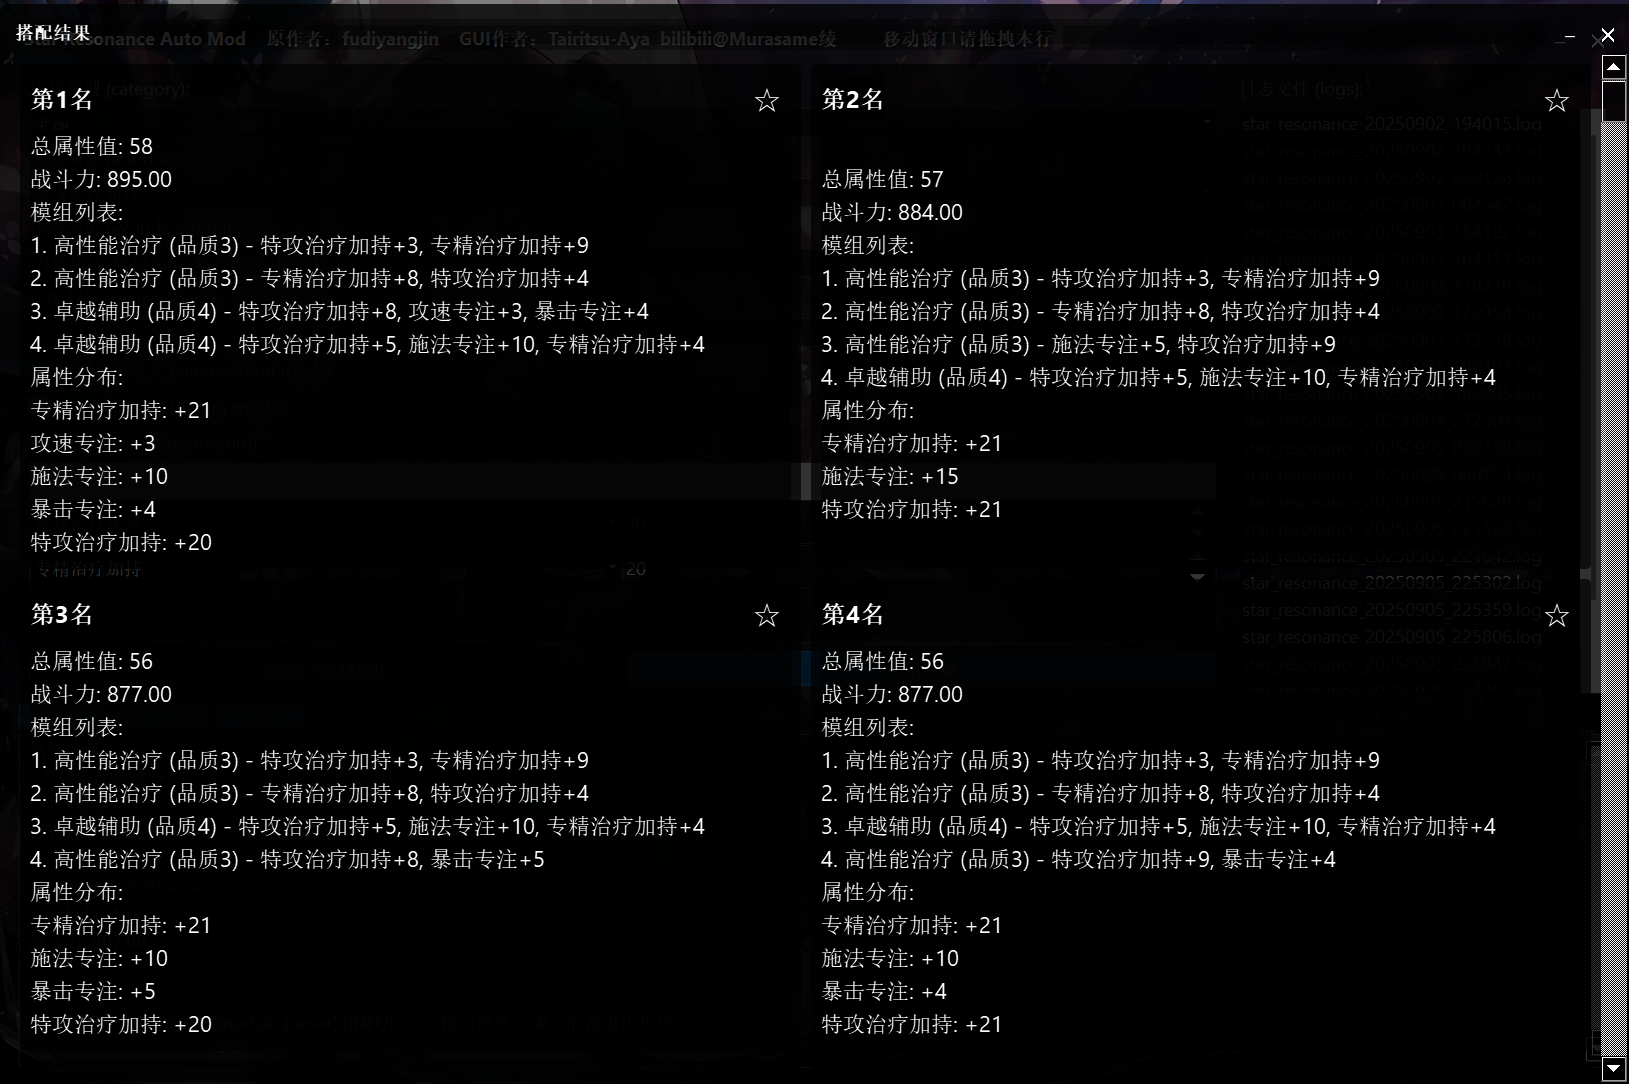 搭配结果
Star Resonance Auto Mod 原作者：fudiyangjin GUI作者：Tairitsu-Aya bilibili@Murasame绫 移动窗口请拖拽本行
第1名
☆
总属性值: 58
战斗力: 895.00
模组列表:
1. 高性能治疗 (品质3) - 特攻治疗加持+3, 专精治疗加持+9
2. 高性能治疗 (品质3) - 专精治疗加持+8, 特攻治疗加持+4
3. 卓越辅助 (品质4) - 特攻治疗加持+8, 攻速专注+3, 暴击专注+4
4. 卓越辅助 (品质4) - 特攻治疗加持+5, 施法专注+10, 专精治疗加持+4
属性分布:
专精治疗加持: +21
攻速专注: +3
施法专注: +10
暴击专注: +4
特攻治疗加持: +20
第2名
☆
总属性值: 57
战斗力: 884.00
模组列表:
1. 高性能治疗 (品质3) - 特攻治疗加持+3, 专精治疗加持+9
2. 高性能治疗 (品质3) - 专精治疗加持+8, 特攻治疗加持+4
3. 高性能治疗 (品质3) - 施法专注+5, 特攻治疗加持+9
4. 卓越辅助 (品质4) - 特攻治疗加持+5, 施法专注+10, 专精治疗加持+4
属性分布:
专精治疗加持: +21
施法专注: +15
特攻治疗加持: +21
(category):
日志文件 (logs):
star_resonance_20250902_194015.log
star_resonance_20250902_194247.log
star_resonance_20250902_200126.log
star_resonance_20250905_221128.log
star_resonance_20250905_224642.log
star_resonance_20250905_225302.log
star_resonance_20250905_225359.log
star_resonance_20250905_225806.log
专精治疗加持
20
第3名
☆
总属性值: 56
战斗力: 877.00
模组列表:
1. 高性能治疗 (品质3) - 特攻治疗加持+3, 专精治疗加持+9
2. 高性能治疗 (品质3) - 专精治疗加持+8, 特攻治疗加持+4
3. 卓越辅助 (品质4) - 特攻治疗加持+5, 施法专注+10, 专精治疗加持+4
4. 高性能治疗 (品质3) - 特攻治疗加持+8, 暴击专注+5
属性分布:
专精治疗加持: +21
施法专注: +10
暴击专注: +5
特攻治疗加持: +20
第4名
☆
总属性值: 56
战斗力: 877.00
模组列表:
1. 高性能治疗 (品质3) - 特攻治疗加持+3, 专精治疗加持+9
2. 高性能治疗 (品质3) - 专精治疗加持+8, 特攻治疗加持+4
3. 卓越辅助 (品质4) - 特攻治疗加持+5, 施法专注+10, 专精治疗加持+4
4. 高性能治疗 (品质3) - 特攻治疗加持+9, 暴击专注+4
属性分布:
专精治疗加持: +21
施法专注: +10
暴击专注: +4
特攻治疗加持: +21